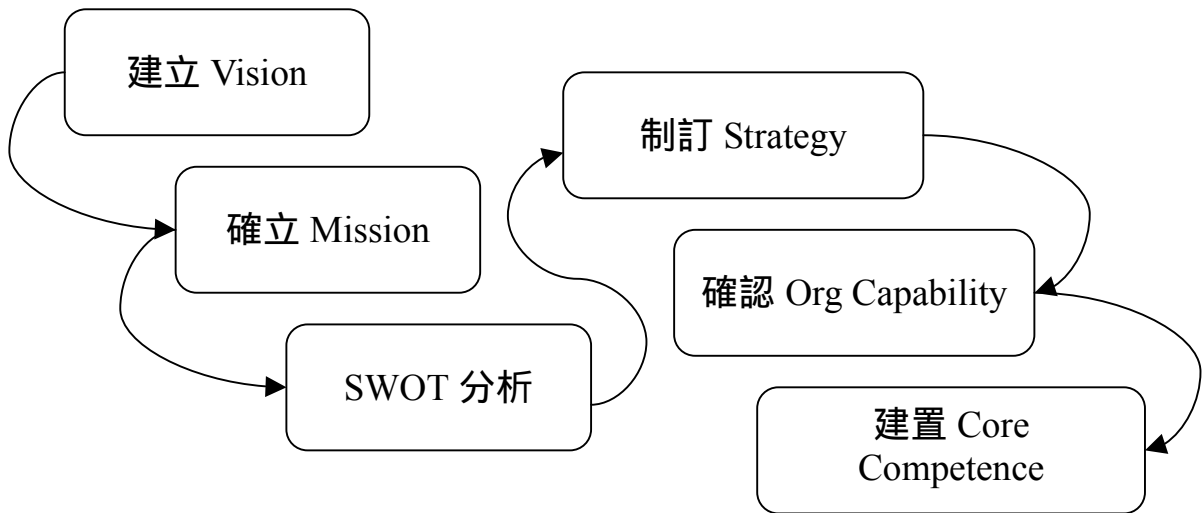 建立 Vision
確立 Mission
SWOT 分析
制訂 Strategy
確認 Org Capability
建置 Core
Competence